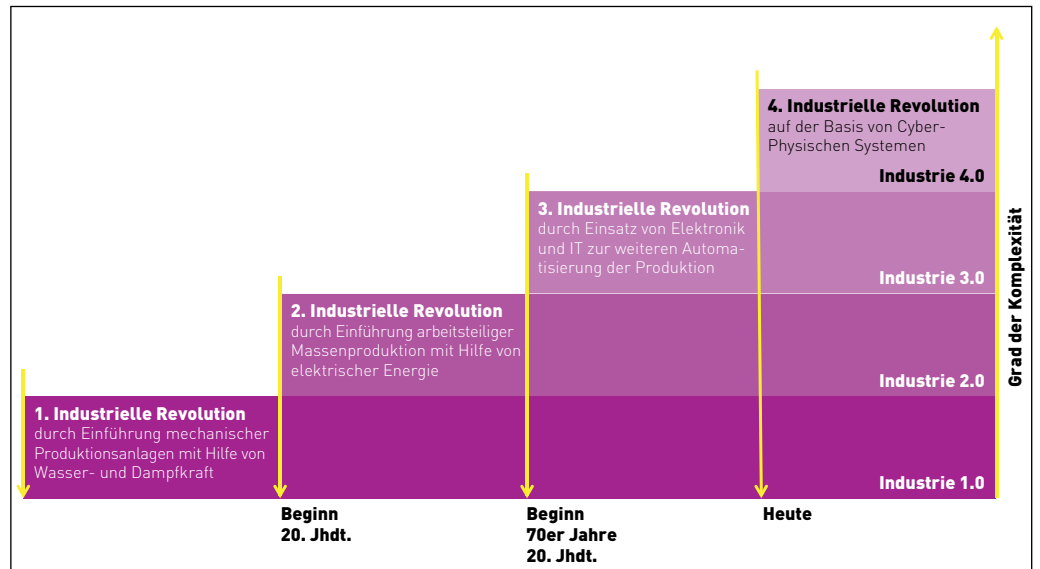 4. Industrielle Revolution
auf der Basis von Cyber-
Physischen Systemen
Industrie 4.0
3. Industrielle Revolution
durch Einsatz von Elektronik
und IT zur weiteren Automa-
tisierung der Produktion
Industrie 3.0
2. Industrielle Revolution
durch Einführung arbeitsteiliger
Massenproduktion mit Hilfe von
elektrischer Energie
Industrie 2.0
1. Industrielle Revolution
durch Einführung mechanischer
Produktionsanlagen mit Hilfe von
Wasser- und Dampfkraft
Industrie 1.0
Grad der Komplexität
Beginn
20. Jhdt.
Beginn
70er Jahre
20. Jhdt.
Heute